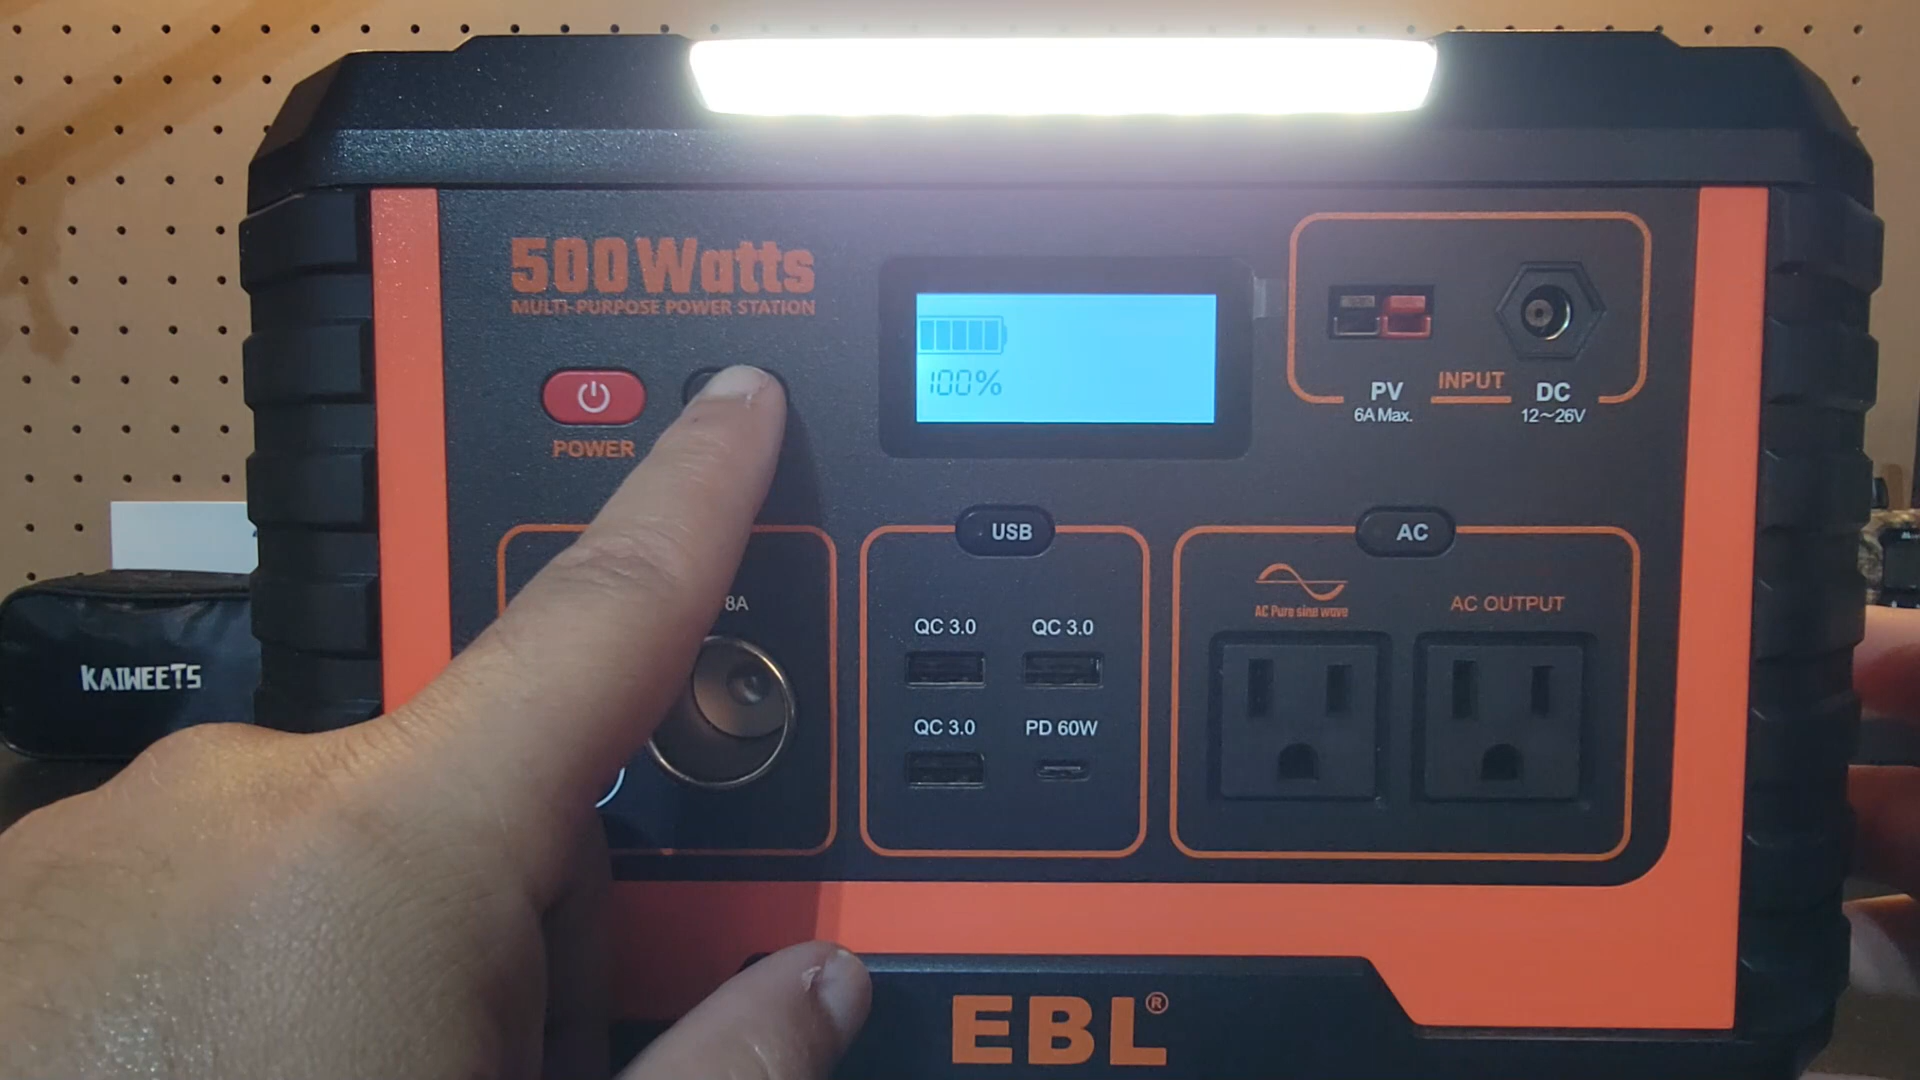 500 Watts
MULTI-PURPOSE POWER STATION
POWER
100%
PV
6A Max.
INPUT
DC
12~26V
8A
USB
QC 3.0
QC 3.0
QC 3.0
PD 60W
AC
AC Pure sine wave
AC OUTPUT
KAIWEETS
EBL®